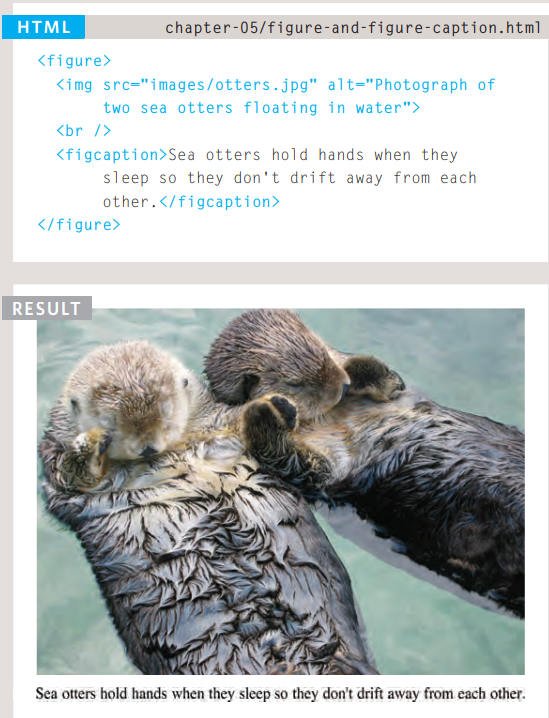 HTML chapter-05/figure-and-figure-caption.html
<figure>
<img src="images/otters.jpg" alt="Photograph of
two sea otters floating in water">
<br />
<figcaption>Sea otters hold hands when they
sleep so they don't drift away from each
other.</figcaption>
</figure>
RESULT
Sea otters hold hands when they sleep so they don't drift away from each other.